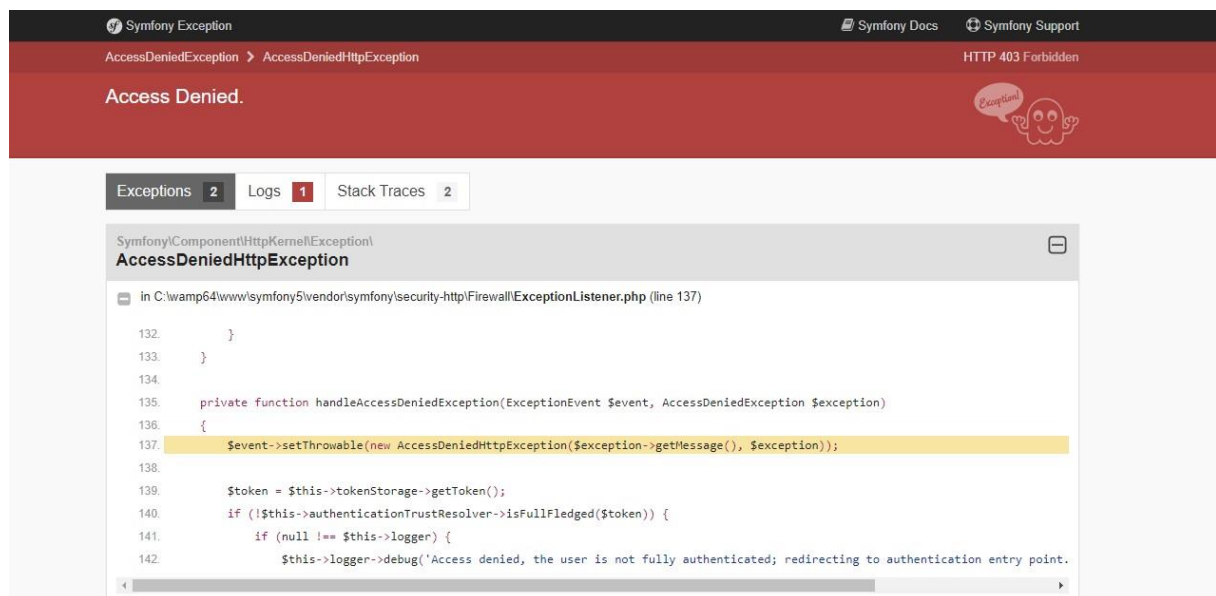 Symfony Exception
Symfony Docs
Symfony Support
AccessDeniedException > AccessDeniedHttpException
HTTP 403 Forbidden
Access Denied.
Exception!
Exceptions 2
Logs 1
Stack Traces 2
Symfony\Component\HttpKernel\Exception\
AccessDeniedHttpException
in C:\wamp64\www\symfony5\vendor\symfony\security-http\Firewall\ExceptionListener.php (line 137)
132. }
133. }
134.
135. private function handleAccessDeniedException(ExceptionEvent $event, AccessDeniedException $exception)
136. {
137. $event->setThrowable(new AccessDeniedHttpException($exception->getMessage(), $exception));
138.
139. $token = $this->tokenStorage->getToken();
140. if (!$this->authenticationTrustResolver->isFullFledged($token)) {
141. if (null !== $this->logger) {
142. $this->logger->debug('Access denied, the user is not fully authenticated; redirecting to authentication entry point.